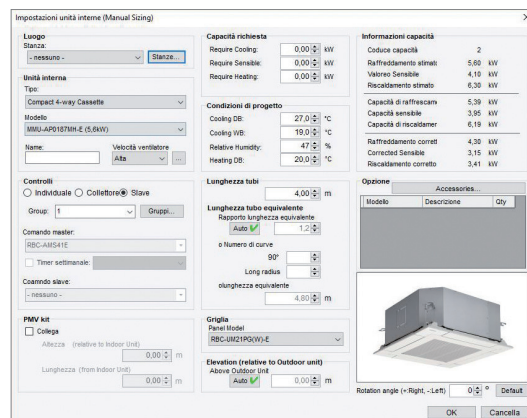 Impostazioni unità interne (Manual Sizing)
Luogo
Stanza:
- nessuno -
Stanze...
Unità interna
Tipo:
Compact 4-way Cassette
Modello
MMU-AP0187MH-E (5,6kW)
Name:
Velocità ventilatore
Alta
...
Controlli
Individuale
Collettore
Slave
Group:
1
Gruppi...
Comando master:
RBC-AMS41E
Timer settimanale:
Coamndo slave:
- nessuno -
PMV kit
Collega
Altezza (relative to Indoor Unit)
0,00 m
Lunghezza (from Indoor Unit)
0,00 m
Capacità richiesta
Require Cooling: 0,00 kW
Require Sensible: 0,00 kW
Require Heating: 0,00 kW
Condizioni di progetto
Cooling DB: 27,0 °C
Cooling WB: 19,0 °C
Relative Humidity: 47 %
Heating DB: 20,0 °C
Lunghezza tubi
4,00 m
Lunghezza tubo equivalente
Rapporto lunghezza equivalente
Auto 1,2
o Numero di curve
90°
Long radius
olunghezza equivalente
4,80 m
Griglia
Panel Model
RBC-UM21PG(W)-E
Elevation (relative to Outdoor unit)
Above Outdoor Unit
Auto 0,00 m
Informazioni capacità
Coduce capacità 2
Raffreddamento stimato 5,60 kW
Valoreo Sensibile 4,10 kW
Riscaldamento stimato 6,30 kW
Capacità di raffrescam 5,39 kW
Capacità sensibile 3,95 kW
Capacità di riscaldamer 6,19 kW
Raffreddamento corrett 4,30 kW
Corrected Sensible 3,15 kW
Riscaldamento corretto 3,41 kW
Opzione
Accessories...
Modello Descrizione Qty
Rotation angle (+:Right, -:Left) 0 °
Default
OK
Cancella